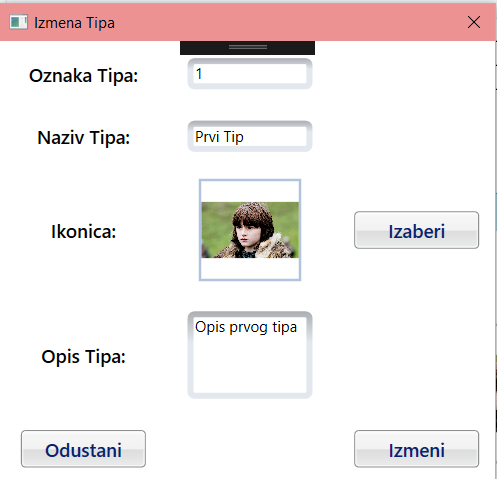 Izmena Tipa
Oznaka Tipa: 1
Naziv Tipa: Prvi Tip
Ikonica: Izaberi
Opis Tipa: Opis prvog tipa
Odustani Izmeni